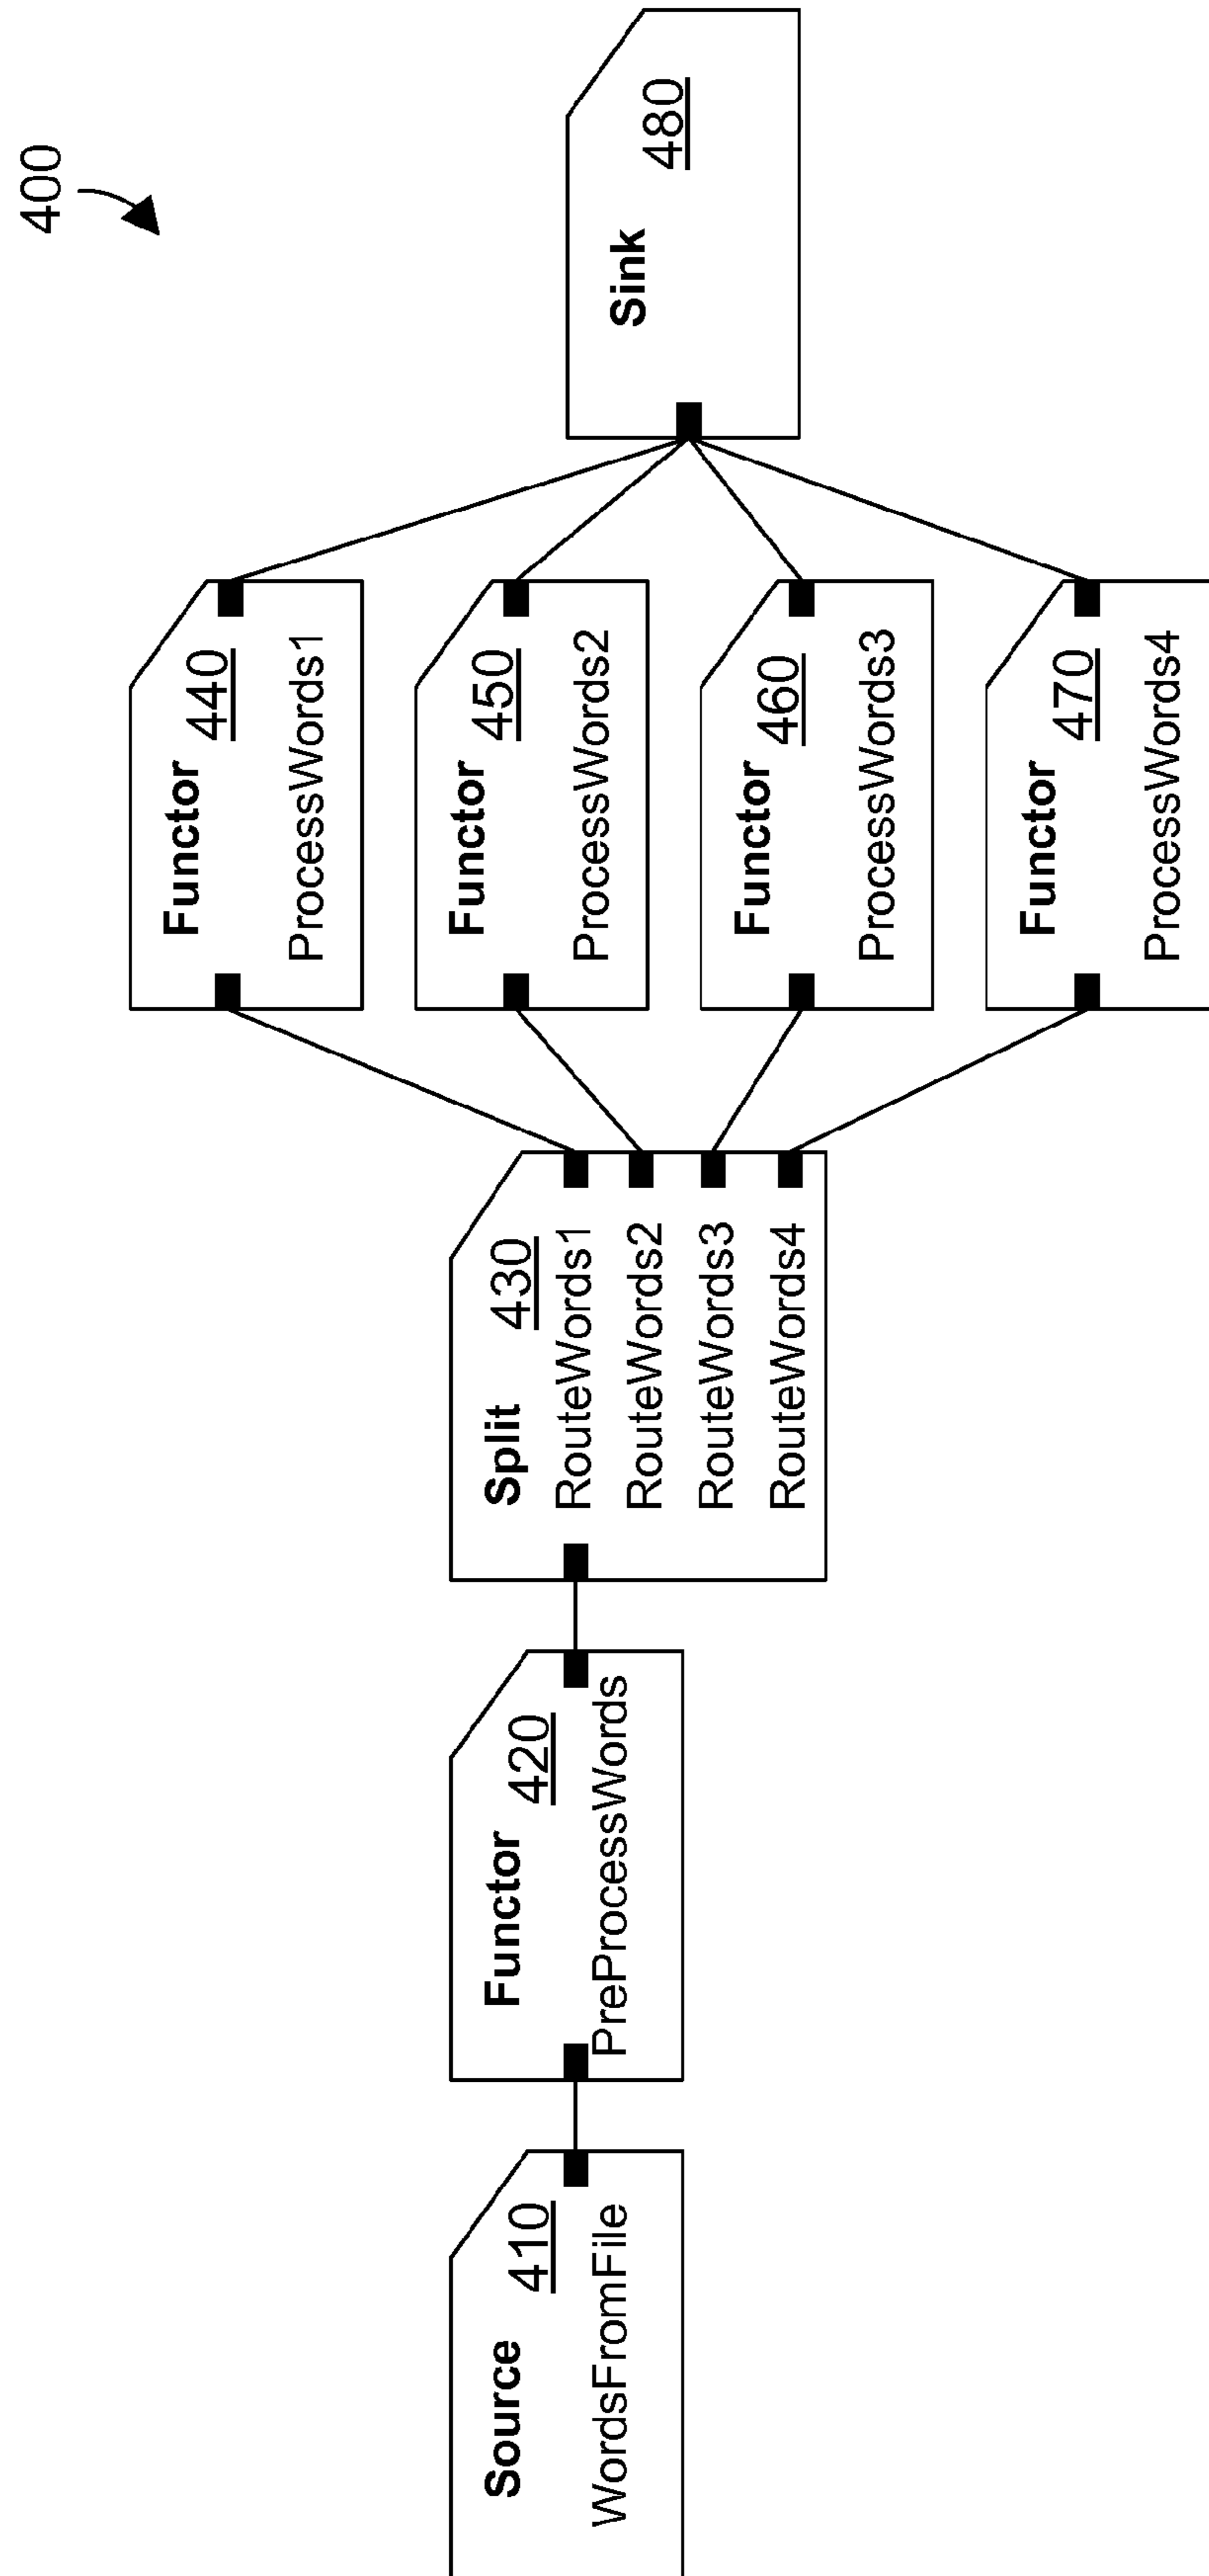 400
Source
410
WordsFromFile
Functor
420
PreProcessWords
Split
430
RouteWords1
RouteWords2
RouteWords3
RouteWords4
Functor
440
ProcessWords1
Functor
450
ProcessWords2
Functor
460
ProcessWords3
Functor
470
ProcessWords4
Sink
480